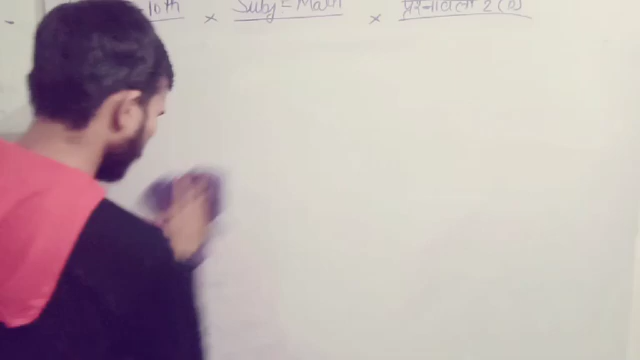 10th × Subj = Math × प्रश्नावली 2 (b)